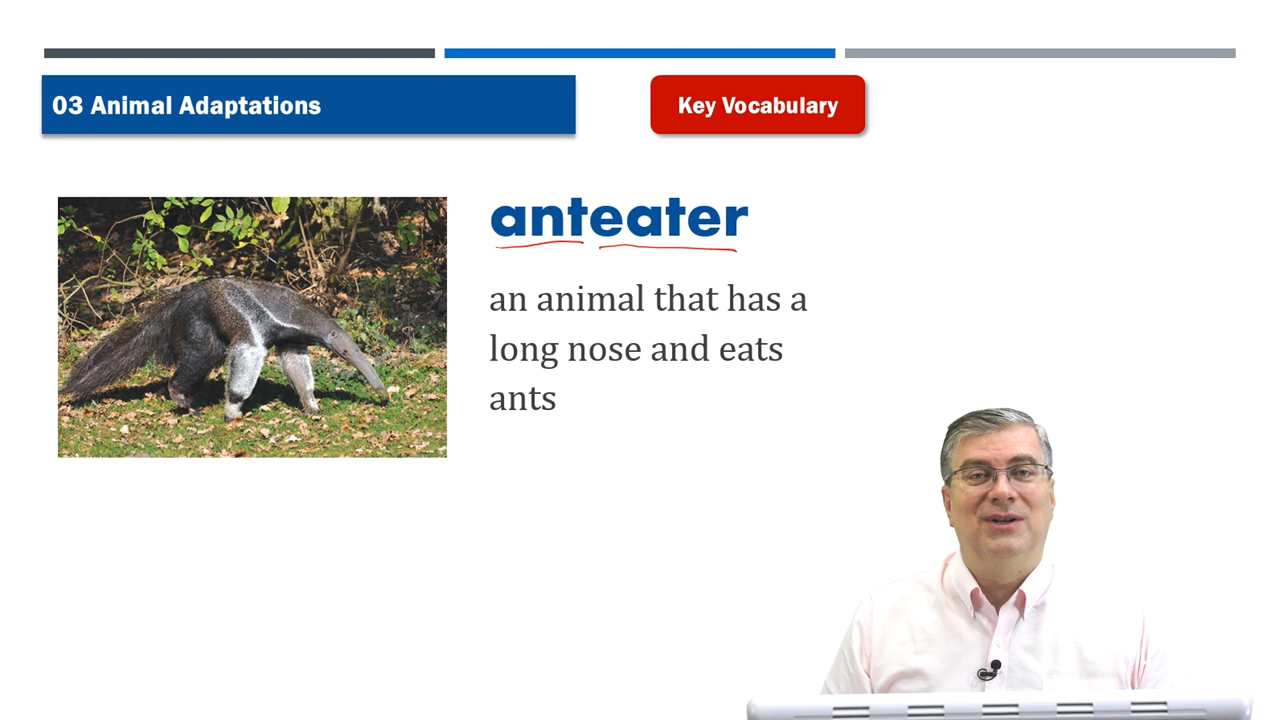 03 Animal Adaptations
Key Vocabulary
anteater
an animal that has a
long nose and eats
ants